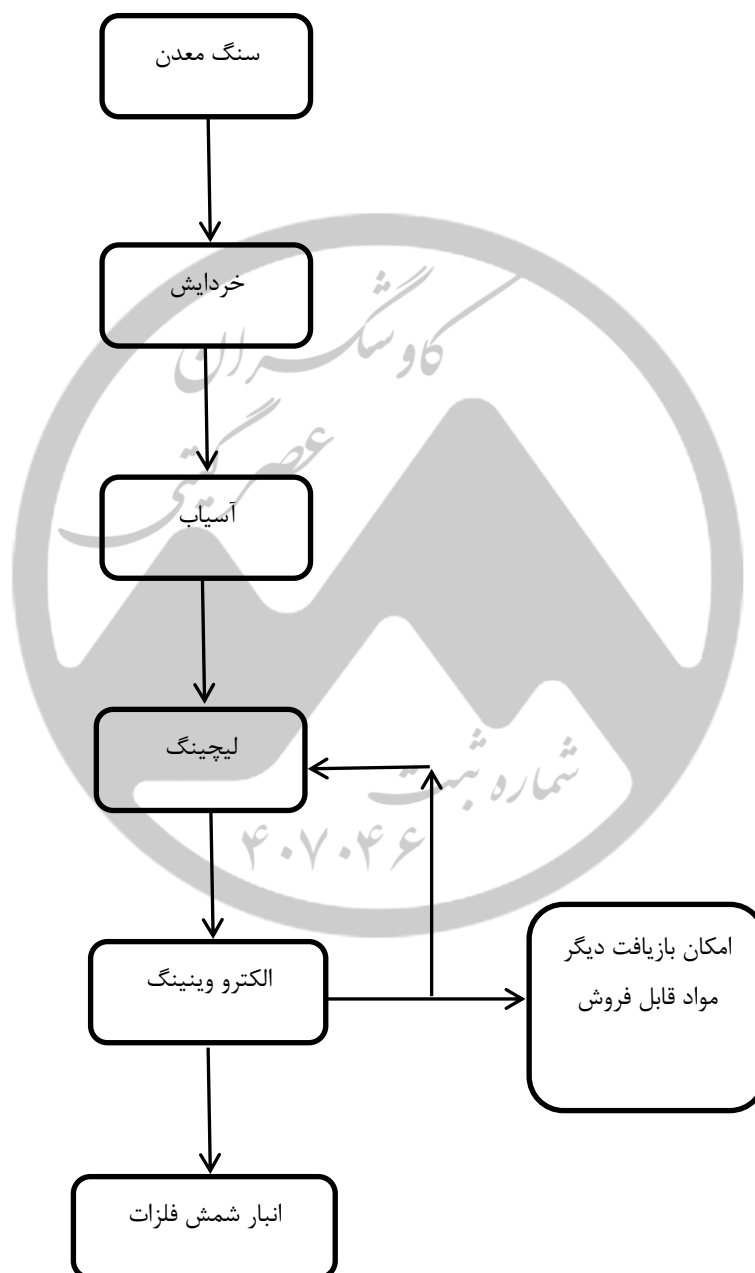 سنگ معدن
خردایش
کاوشگران
عصر گیتی
آسیاب
لیچینگ
شماره ثبت
۴۰۷۰۴۶
الکترو وینینگ
امکان بازیافت دیگر
مواد قابل فروش
انبار شمش فلزات